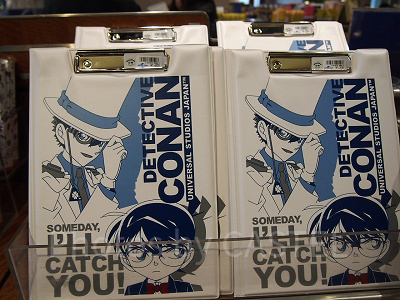 DETECTIVE
CONAN
UNIVERSAL STUDIOS JAPAN™
SOMEDAY,
I'LL
CATCH
YOU!
DETECTIVE
CONAN
UNIVERSAL STUDIOS JAPAN™
SOMEDAY,
I'LL
CATCH
YOU!